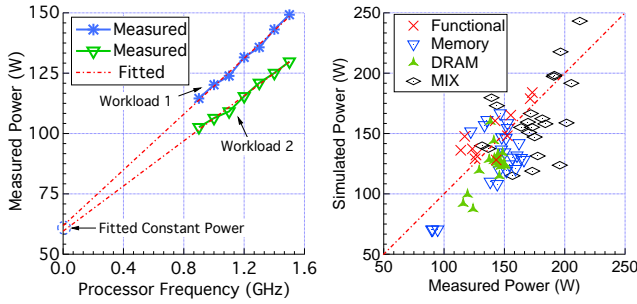 150
125
100
75
50
Measured Power (W)
Measured
Measured
Fitted
Workload 1
Workload 2
Fitted Constant Power
0.0
0.4
0.8
1.2
1.6
Processor Frequency (GHz)
250
200
150
100
50
Simulated Power (W)
Functional
Memory
DRAM
MIX
50
100
150
200
250
Measured Power (W)